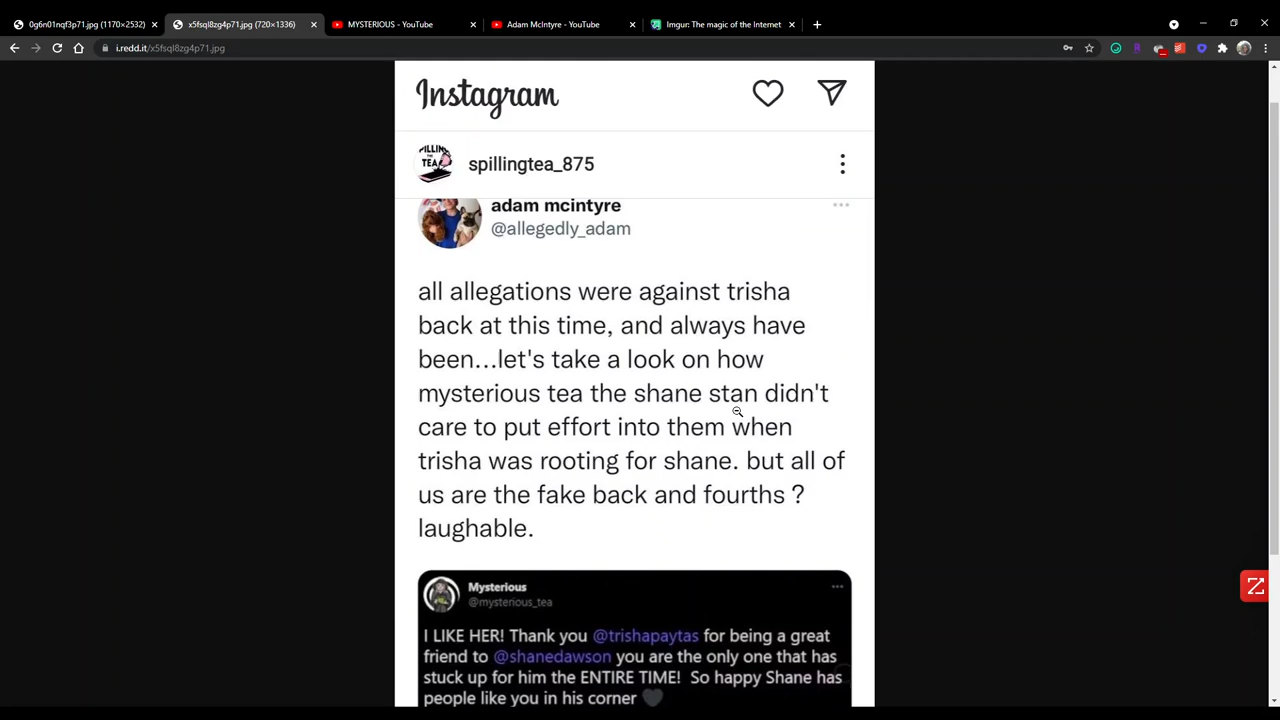 0g6n01nqf3p71.jpg (1170×2532)
x5fsql8zg4p71.jpg (720×1336)
MYSTERIOUS - YouTube
Adam McIntyre - YouTube
Imgur: The magic of the Internet
i.redd.it/x5fsql8zg4p71.jpg
Instagram
TEA
spillingtea_875
adam mcintyre
@allegedly_adam
all allegations were against trisha
back at this time, and always have
been...let's take a look on how
mysterious tea the shane stan didn't
care to put effort into them when
trisha was rooting for shane. but all of
us are the fake back and fourths ?
laughable.
Mysterious
@mysterious_tea
I LIKE HER! Thank you @trishapaytas for being a great
friend to @shanedawson you are the only one that has
stuck up for him the ENTIRE TIME! So happy Shane has
people like you in his corner